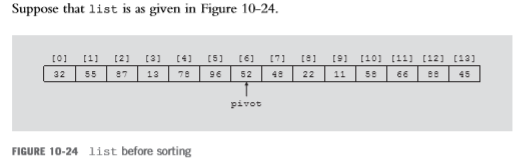 Suppose that list is as given in Figure 10-24.
[0] [1] [2] [3] [4] [5] [6] [7] [8] [9] [10] [11] [12] [13]
32 55 87 13 78 96 52 48 22 11 58 66 88 45
pivot
FIGURE 10-24 list before sorting